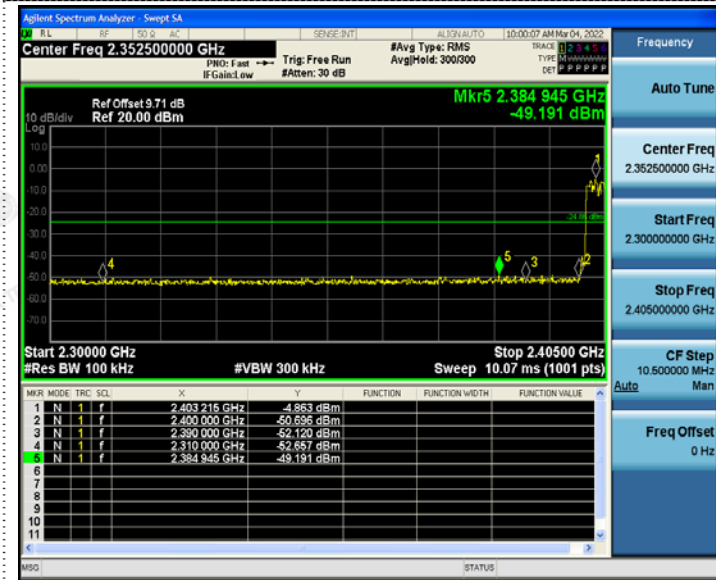 Agilent Spectrum Analyzer - Swept SA
RL RF 50 Ω AC SENSE:INT ALIGN AUTO 10:00:07 AM Mar 04, 2022
Center Freq 2.352500000 GHz
PNO: Fast
IFGain:Low
Trig: Free Run
#Atten: 30 dB
#Avg Type: RMS
Avg|Hold: 300/300
TRACE 1 2 3 4 5 6
TYPE MWWWWW
DET P P P P P P
Ref Offset 9.71 dB
10 dB/div Ref 20.00 dBm
Log
Mkr5 2.384 945 GHz
-49.191 dBm
10.0
0.00
-10.0
-20.0
-30.0
-40.0
-50.0
-60.0
-70.0
1
4
5
3
2
Start 2.30000 GHz Stop 2.40500 GHz
#Res BW 100 kHz #VBW 300 kHz Sweep 10.07 ms (1001 pts)
MKR MODE TRC SCL X Y FUNCTION FUNCTION WIDTH FUNCTION VALUE
1 N 1 f 2.403 215 GHz -4.863 dBm
2 N 1 f 2.400 000 GHz -50.696 dBm
3 N 1 f 2.390 000 GHz -52.120 dBm
4 N 1 f 2.310 000 GHz -52.657 dBm
5 N 1 f 2.384 945 GHz -49.191 dBm
6
7
8
9
10
11
MSG STATUS
Frequency
Auto Tune
Center Freq
2.352500000 GHz
Start Freq
2.300000000 GHz
Stop Freq
2.405000000 GHz
CF Step
10.500000 MHz
Auto Man
Freq Offset
0 Hz